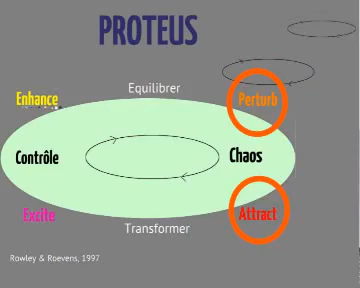 PROTEUS
Equilibrer
Enhance
Perturb
Contrôle
Chaos
Excite
Attract
Transformer
Rowley & Roevens, 1997